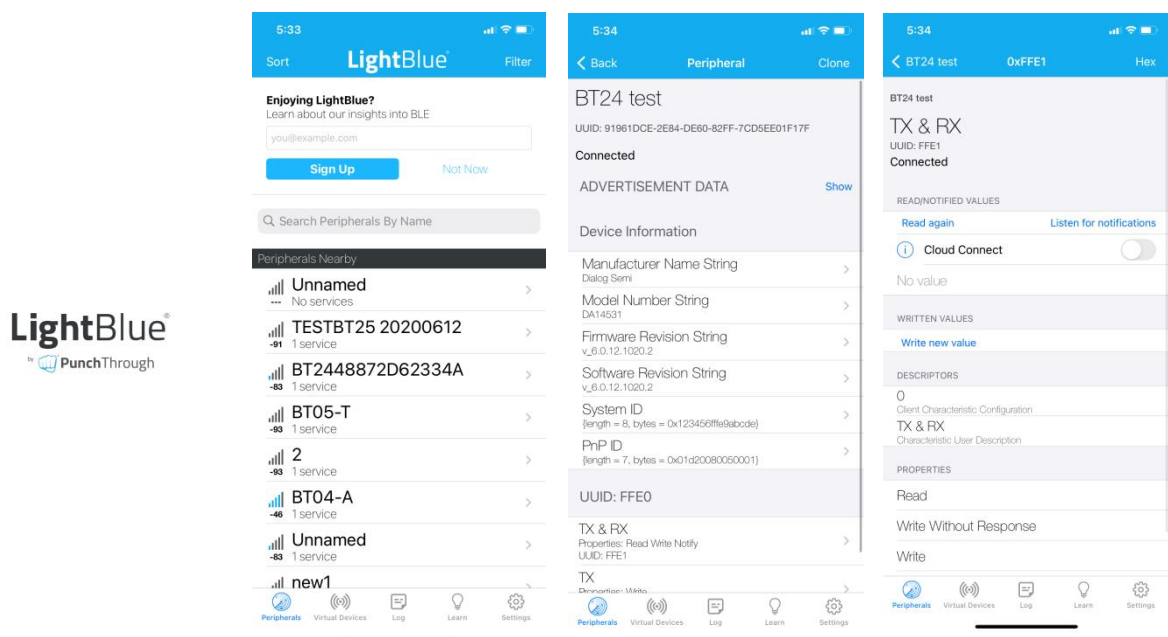 LightBlue
by PunchThrough
5:33
Sort LightBlue Filter
Enjoying LightBlue?
Learn about our insights into BLE
you@example.com
Sign Up Not Now
Search Peripherals By Name
Peripherals Nearby
Unnamed
--- No services
TESTBT25 20200612
-91 1 service
BT2448872D62334A
-83 1 service
BT05-T
-93 1 service
2
-93 1 service
BT04-A
-46 1 service
Unnamed
-83 1 service
new1
Peripherals Virtual Devices Log Learn Settings
5:34
Back Peripheral Clone
BT24 test
UUID: 91961DCE-2E84-DE60-82FF-7CD5EE01F17F
Connected
ADVERTISEMENT DATA Show
Device Information
Manufacturer Name String
Dialog Semi
Model Number String
DA14531
Firmware Revision String
v_6.0.12.1020.2
Software Revision String
v_6.0.12.1020.2
System ID
{length = 8, bytes = 0x123456fffe9abcde}
PnP ID
{length = 7, bytes = 0x01d20080050001}
UUID: FFE0
TX & RX
Properties: Read Write Notify
UUID: FFE1
TX
Properties: Write
Peripherals Virtual Devices Log Learn Settings
5:34
BT24 test 0xFFE1 Hex
BT24 test
TX & RX
UUID: FFE1
Connected
READ/NOTIFIED VALUES
Read again Listen for notifications
Cloud Connect
No value
WRITTEN VALUES
Write new value
DESCRIPTORS
0
Client Characteristic Configuration
TX & RX
Characteristic User Description
PROPERTIES
Read
Write Without Response
Write
Peripherals Virtual Devices Log Learn Settings